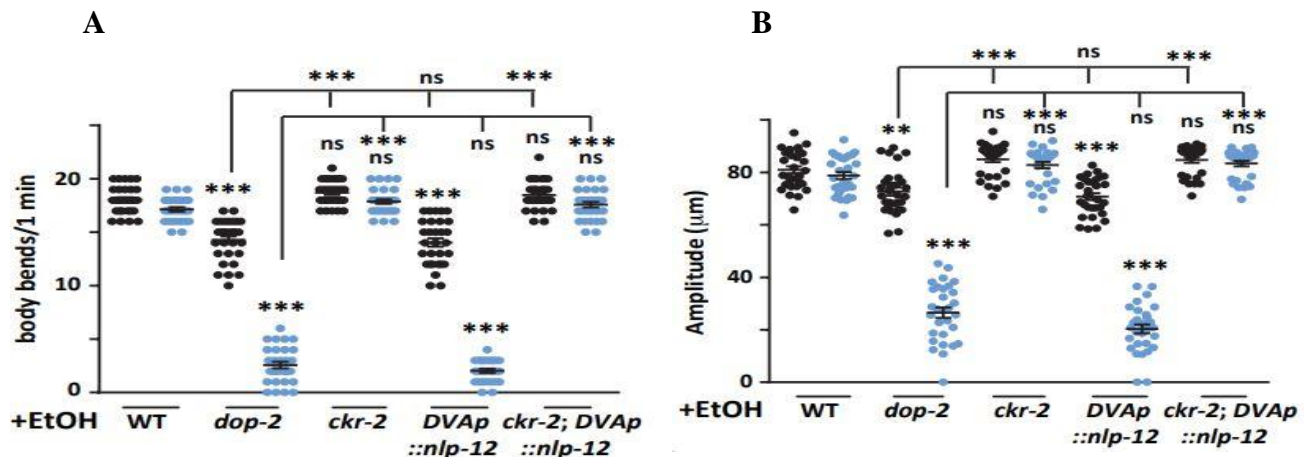 A
*** ns ***
ns *** ns ns ***
*** ns *** ns
***
***
20
10
0
body bends/1 min
+EtOH WT dop-2 ckr-2 DVAp ckr-2; DVAp
::nlp-12 ::nlp-12
B
ns
*** ***
** ns *** ns *** ns ns *** ns
*** ***
80
40
0
Amplitude (µm)
+EtOH WT dop-2 ckr-2 DVAp ckr-2; DVAp
::nlp-12 ::nlp-12